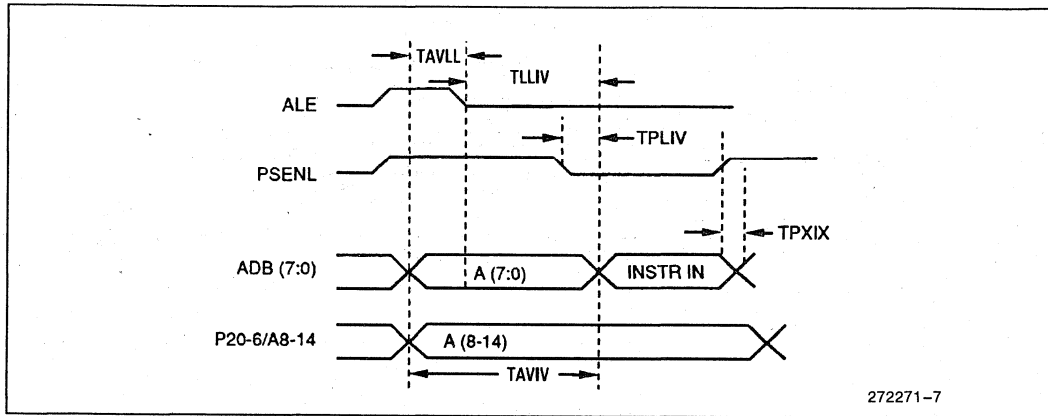 TAVLL
TLLIV
ALE
TPLIV
PSENL
TPXIX
ADB (7:0)
A (7:0)
INSTR IN
P20-6/A8-14
A (8-14)
TAVIV
272271-7